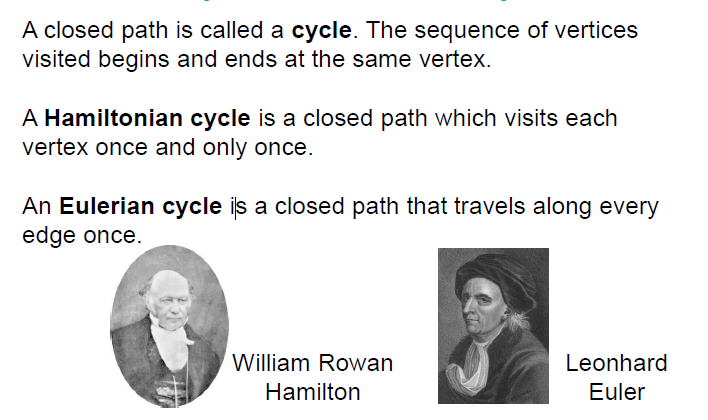 A closed path is called a cycle. The sequence of vertices
visited begins and ends at the same vertex.
A Hamiltonian cycle is a closed path which visits each
vertex once and only once.
An Eulerian cycle is a closed path that travels along every
edge once.
William Rowan
Hamilton
Leonhard
Euler